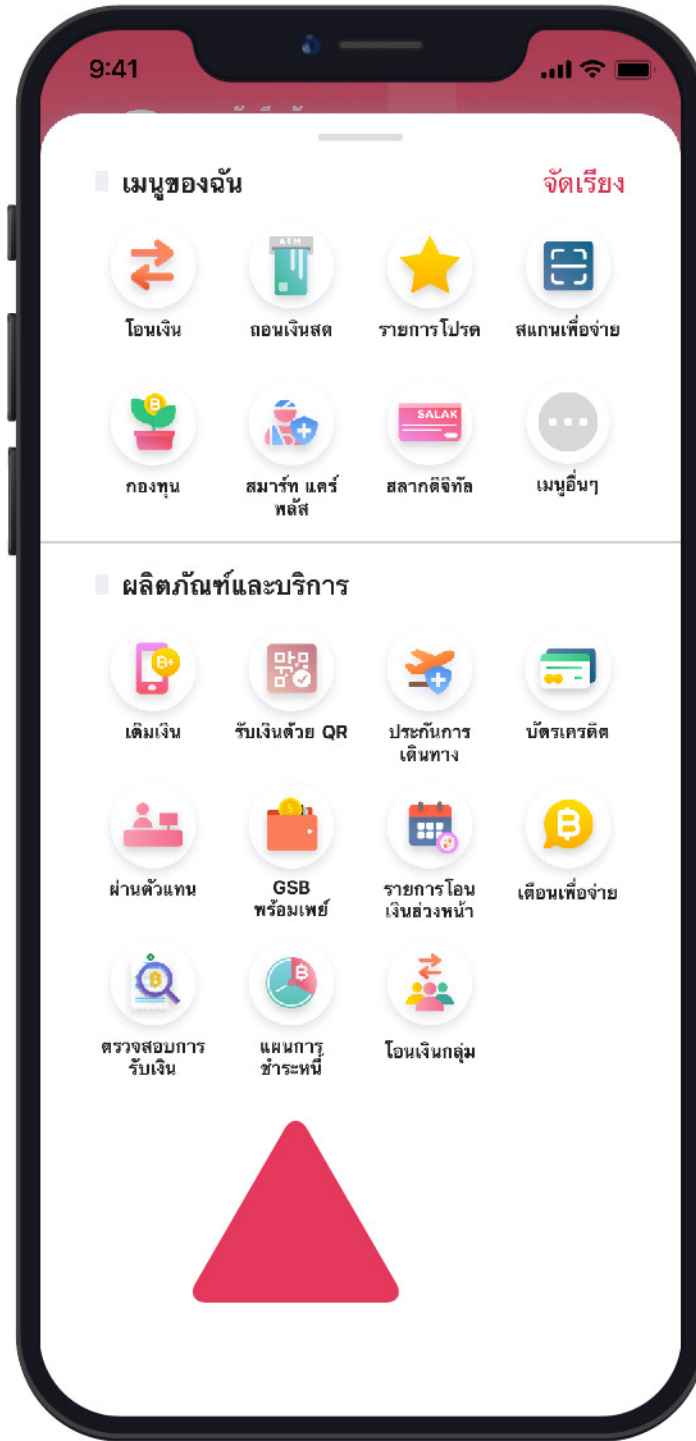 9:41
เมนูของฉัน
จัดเรียง
โอนเงิน
ATM
ถอนเงินสด
รายการโปรด
สแกนเพื่อจ่าย
กองทุน
สมาร์ท แคร์
พลัส
SALAK
สลากดิจิทัล
เมนูอื่นๆ
ผลิตภัณฑ์และบริการ
เติมเงิน
รับเงินด้วย QR
ประกันการ
เดินทาง
บัตรเครดิต
ผ่านตัวแทน
GSB
พร้อมเพย์
รายการโอน
เงินล่วงหน้า
เตือนเพื่อจ่าย
ตรวจสอบการ
รับเงิน
แผนการ
ชำระหนี้
โอนเงินกลุ่ม